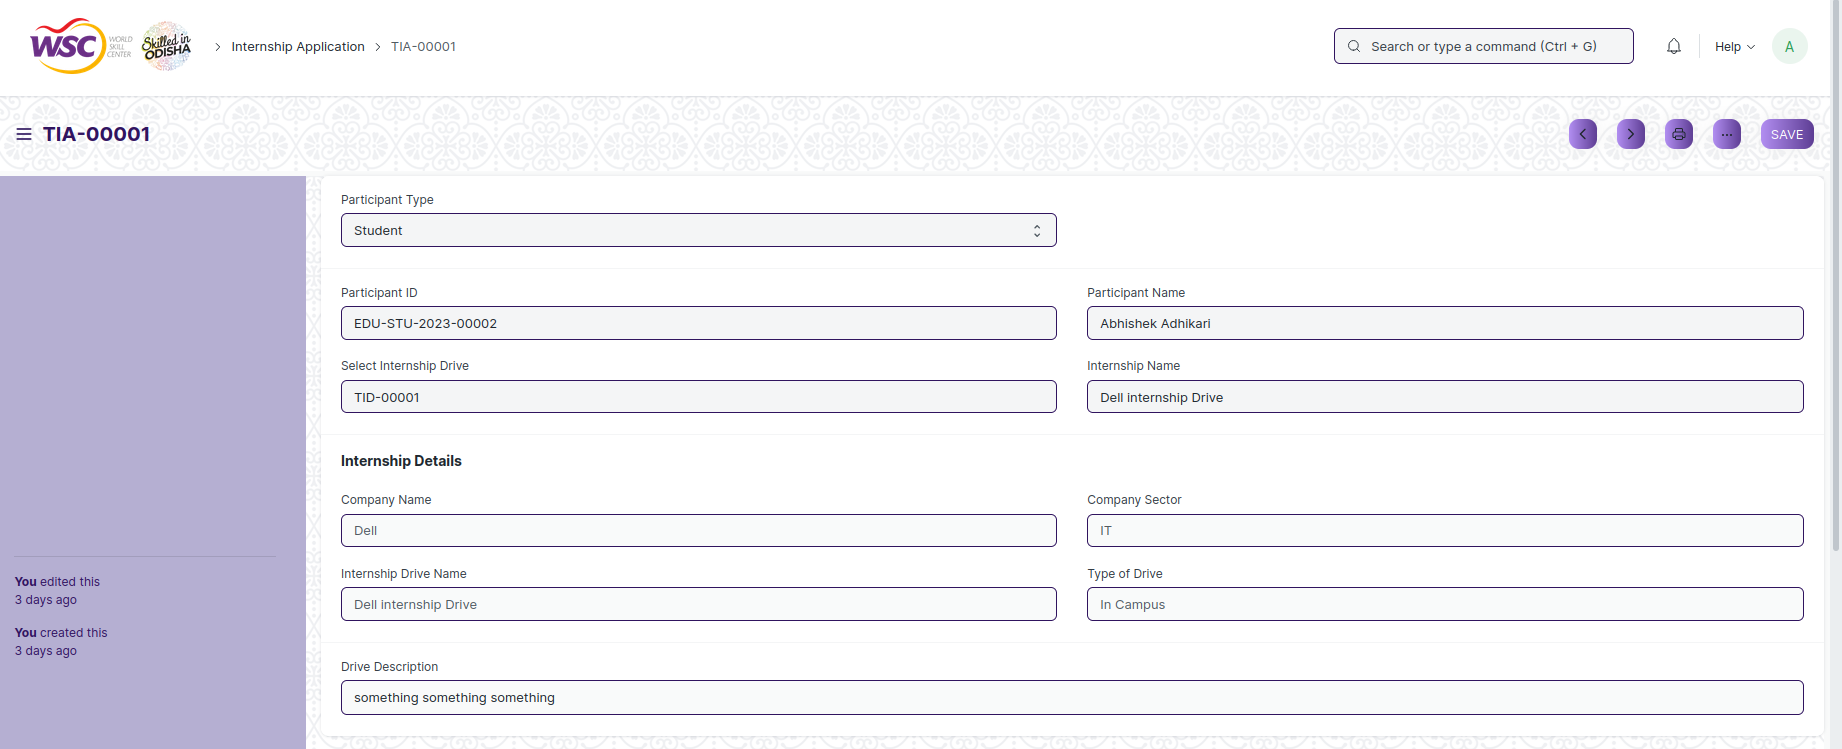 WSC WORLD SKILL CENTER Skilled in ODISHA Internship Application TIA-00001 Search or type a command (Ctrl + G) Help A
TIA-00001 ... SAVE
Participant Type
Student
Participant ID Participant Name
EDU-STU-2023-00002 Abhishek Adhikari
Select Internship Drive Internship Name
TID-00001 Dell internship Drive
Internship Details
Company Name Company Sector
Dell IT
Internship Drive Name Type of Drive
Dell internship Drive In Campus
You edited this
3 days ago
You created this
3 days ago
Drive Description
something something something